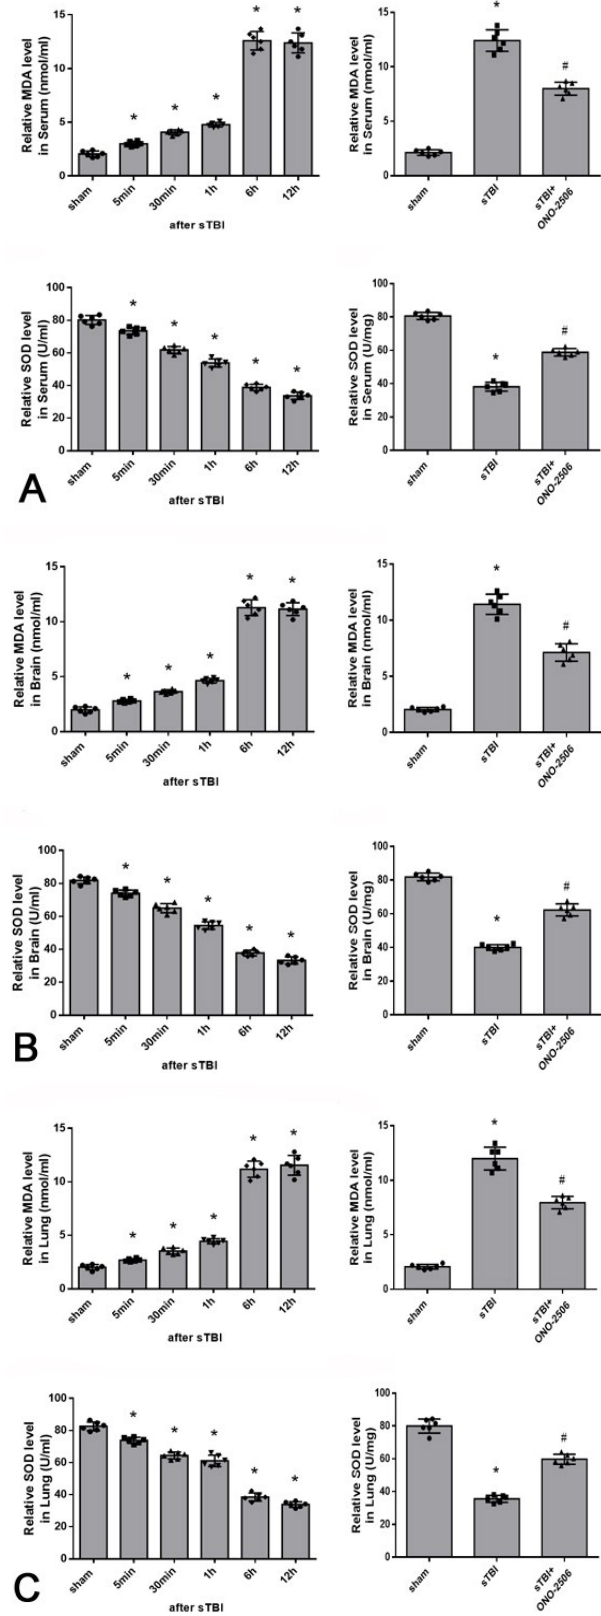 Relative MDA level
in Serum (nmol/ml)
15
10
5
0
* * * * *
sham 5min 30min 1h 6h 12h
after sTBI
Relative MDA level
in Serum (nmol/ml)
15
10
5
0
* #
sham sTBI sTBI+
ONO-2506
Relative SOD level
in Serum (U/ml)
100
80
60
40
20
0
* * * * *
sham 5min 30min 1h 6h 12h
after sTBI
Relative SOD level
in Serum (U/mg)
100
80
60
40
20
0
* #
sham sTBI sTBI+
ONO-2506
A
Relative MDA level
in Brain (nmol/ml)
15
10
5
0
* * * * *
sham 5min 30min 1h 6h 12h
after sTBI
Relative MDA level
in Brain (nmol/ml)
15
10
5
0
* #
sham sTBI sTBI+
ONO-2506
Relative SOD level
in Brain (U/ml)
100
80
60
40
20
0
* * * * *
sham 5min 30min 1h 6h 12h
after sTBI
Relative SOD level
in Brain (U/mg)
100
80
60
40
20
0
* #
sham sTBI sTBI+
ONO-2506
B
Relative MDA level
in Lung (nmol/ml)
15
10
5
0
* * * * *
sham 5min 30min 1h 6h 12h
after sTBI
Relative MDA level
in Lung (nmol/ml)
15
10
5
0
* #
sham sTBI sTBI+
ONO-2506
Relative SOD level
in Lung (U/ml)
100
80
60
40
20
0
* * * * *
sham 5min 30min 1h 6h 12h
after sTBI
Relative SOD level
in Lung (U/mg)
100
80
60
40
20
0
* #
sham sTBI sTBI+
ONO-2506
C